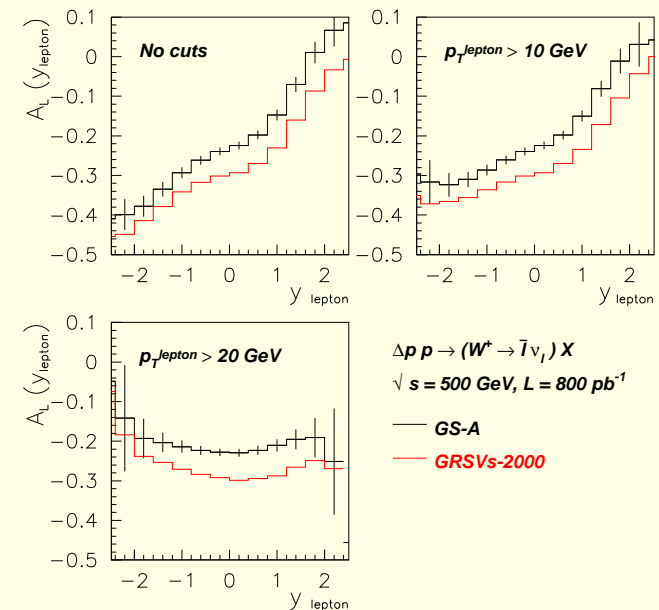 A_L (y_lepton)
No cuts
0
−0.1
−0.2
−0.3
−0.4
−0.5
−2 −1 0 1 2
y lepton
p_T^lepton > 10 GeV
0
−0.1
−0.2
−0.3
−0.4
−0.5
−2 −1 0 1 2
y lepton
A_L (y_lepton)
p_T^lepton > 20 GeV
0.1
0
−0.1
−0.2
−0.3
−0.4
−0.5
−2 −1 0 1 2
y lepton
Δp p → (W⁺ → l̄ ν_l) X
√ s = 500 GeV, L = 800 pb⁻¹
GS-A
GRSVs-2000